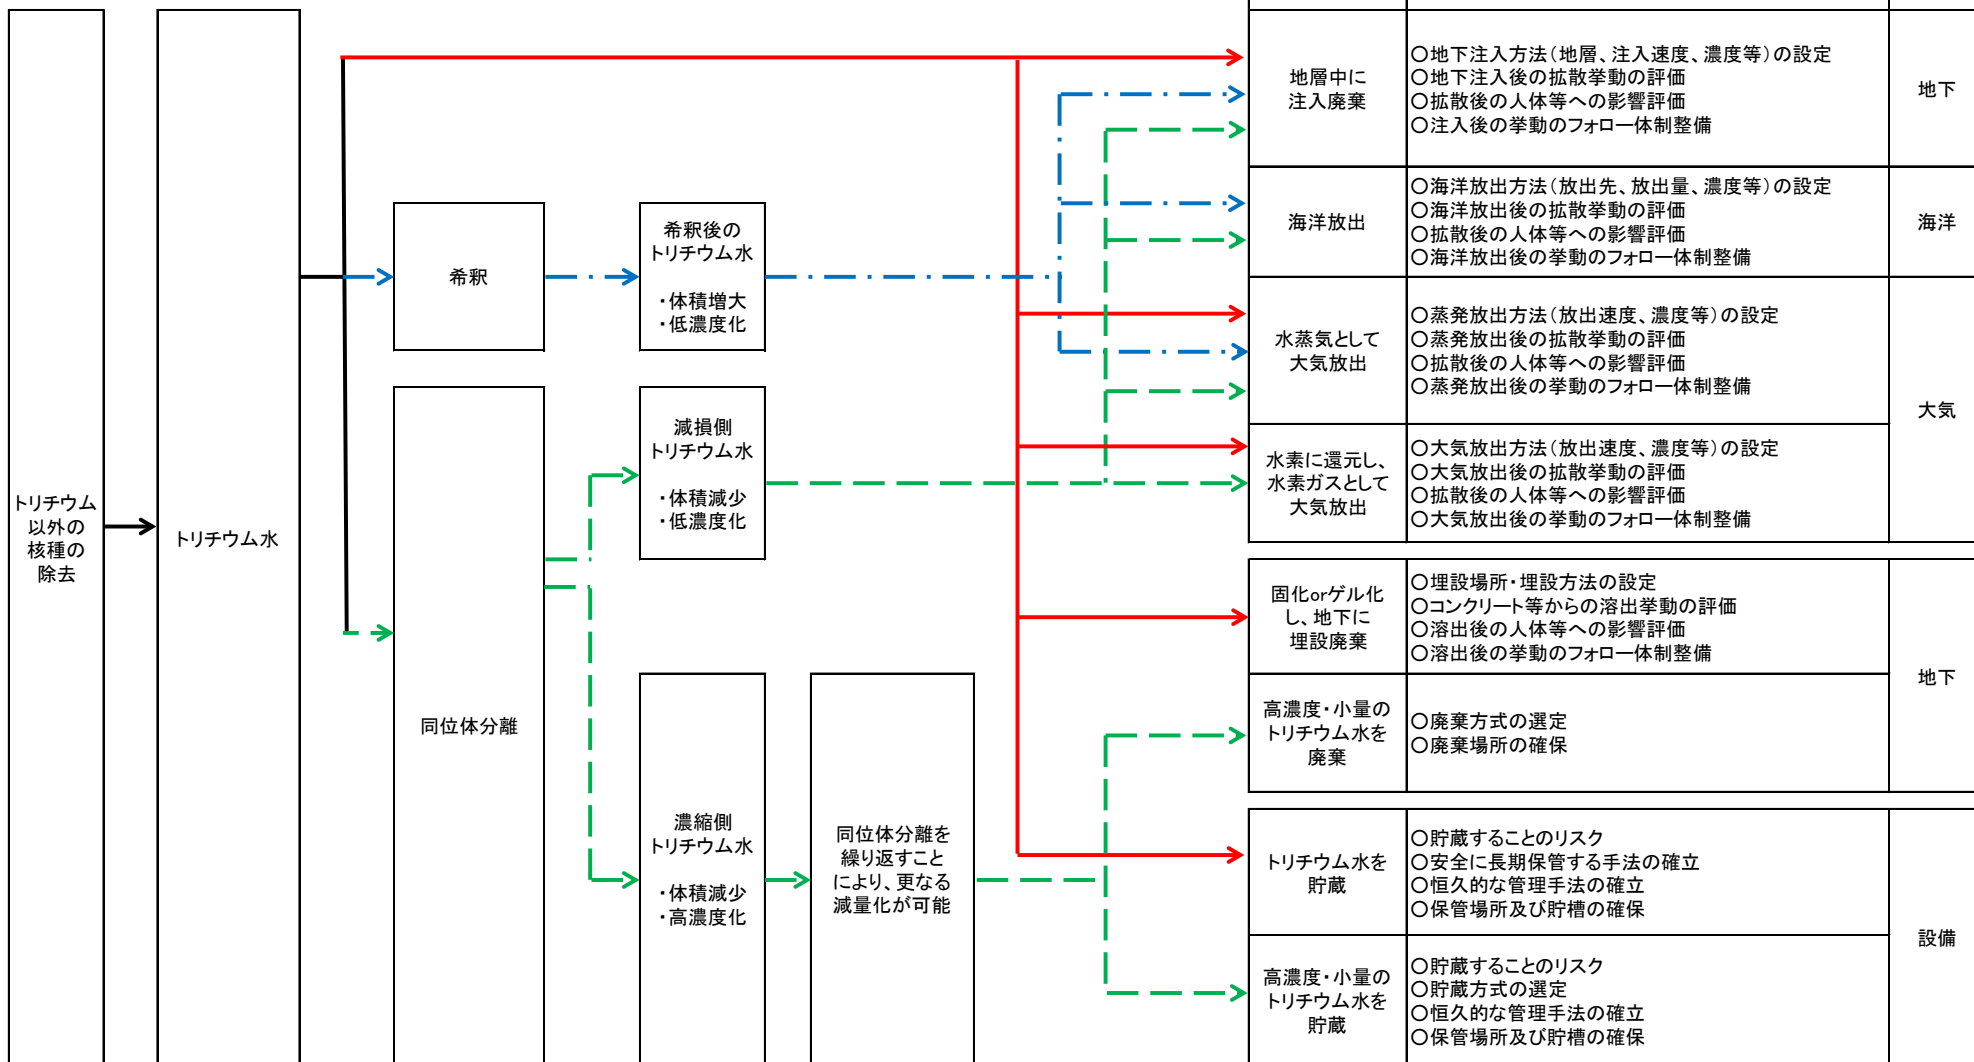 トリチウム
以外の
核種の
除去
トリチウム水
希釈
希釈後の
トリチウム水
・体積増大
・低濃度化
同位体分離
減損側
トリチウム水
・体積減少
・低濃度化
濃縮側
トリチウム水
・体積減少
・高濃度化
同位体分離を
繰り返すこと
により、更なる
減量化が可能
地層中に
注入廃棄
○地下注入方法(地層、注入速度、濃度等)の設定
○地下注入後の拡散挙動の評価
○拡散後の人体等への影響評価
○注入後の挙動のフォロー体制整備
地下
海洋放出
○海洋放出方法(放出先、放出量、濃度等)の設定
○海洋放出後の拡散挙動の評価
○拡散後の人体等への影響評価
○海洋放出後の挙動のフォロー体制整備
海洋
水蒸気として
大気放出
○蒸発放出方法(放出速度、濃度等)の設定
○蒸発放出後の拡散挙動の評価
○拡散後の人体等への影響評価
○蒸発放出後の挙動のフォロー体制整備
大気
水素に還元し、
水素ガスとして
大気放出
○大気放出方法(放出速度、濃度等)の設定
○大気放出後の拡散挙動の評価
○拡散後の人体等への影響評価
○大気放出後の挙動のフォロー体制整備
固化orゲル化
し、地下に
埋設廃棄
○埋設場所・埋設方法の設定
○コンクリート等からの溶出挙動の評価
○溶出後の人体等への影響評価
○溶出後の挙動のフォロー体制整備
地下
高濃度・小量の
トリチウム水を
廃棄
○廃棄方式の選定
○廃棄場所の確保
トリチウム水を
貯蔵
○貯蔵することのリスク
○安全に長期保管する手法の確立
○恒久的な管理手法の確立
○保管場所及び貯槽の確保
設備
高濃度・小量の
トリチウム水を
貯蔵
○貯蔵することのリスク
○貯蔵方式の選定
○恒久的な管理手法の確立
○保管場所及び貯槽の確保